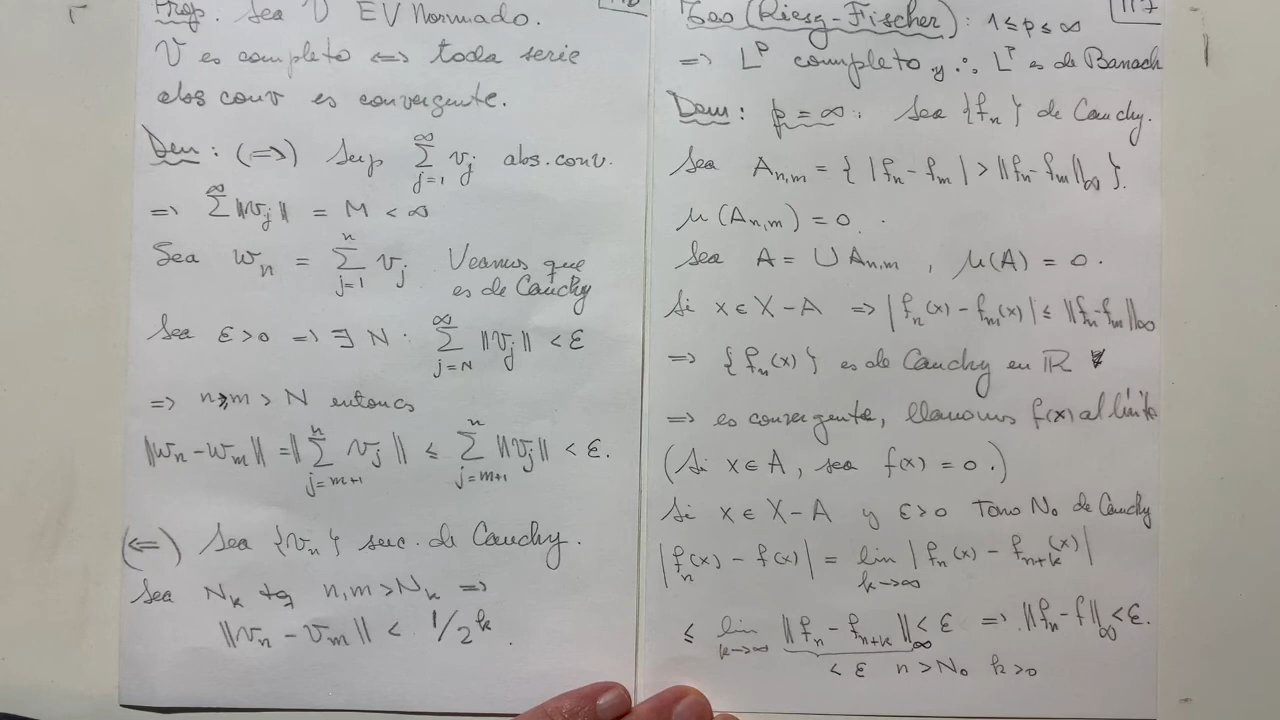 Prop. Sea V EV Normado.
V es completo ⟺ toda serie
abs conv es convergente.
Dem: (⟹) Sup ∑_{j=1}^{∞} v_j abs. conv.
⟹ ∑^{∞} ‖v_j‖ = M < ∞
Sea w_n = ∑_{j=1}^{n} v_j Veamos que
es de Cauchy
Sea ε>0 ⟹ ∃ N : ∑_{j=N}^{∞} ‖v_j‖ < ε
⟹ n>m > N entonces
‖w_n - w_m‖ = ‖∑_{j=m+1}^{n} v_j‖ ≤ ∑_{j=m+1}^{n} ‖v_j‖ < ε.
(⟸) Sea {v_n} suc. de Cauchy.
Sea N_k tq n,m > N_k ⟹
‖v_n - v_m‖ < 1/2^k.
Teo (Riesz-Fischer): 1 ≤ p ≤ ∞
117
⟹ L^p completo y ∴ L^p es de Banach
Dem: p = ∞: Sea {f_n} de Cauchy.
Sea A_{n,m} = { |f_n - f_m| > ‖f_n - f_m‖_∞ }.
μ(A_{n,m}) = 0.
Sea A = ∪ A_{n,m}, μ(A) = 0.
Si x ∈ X - A ⟹ |f_n(x) - f_m(x)| ≤ ‖f_n - f_m‖_∞
⟹ {f_n(x)} es de Cauchy en ℝ
⟹ es convergente, llamamos f(x) al límite
(Si x ∈ A, sea f(x) = 0.)
Si x ∈ X - A y ε>0 Tomo N_0 de Cauchy
|f_n(x) - f(x)| = lim_{k→∞} |f_n(x) - f_{n+k}(x)|
≤ lim_{k→∞} ‖f_n - f_{n+k}‖_∞ < ε ⟹ ‖f_n - f‖_∞ < ε.
< ε n > N_0 k > 0